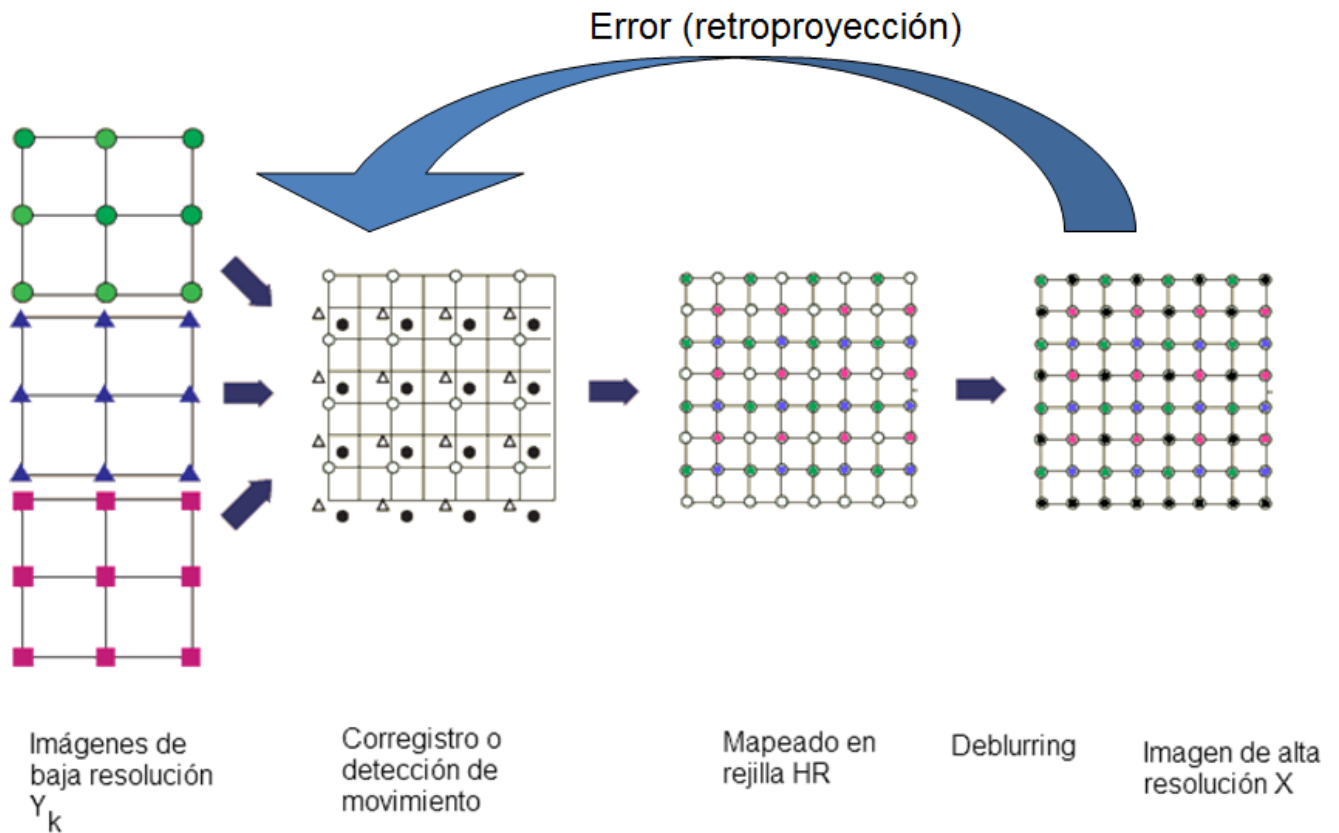 Error (retroproyección)
Imágenes de
baja resolución
Yk
Corregistro o
detección de
movimiento
Mapeado en
rejilla HR
Deblurring
Imagen de alta
resolución X